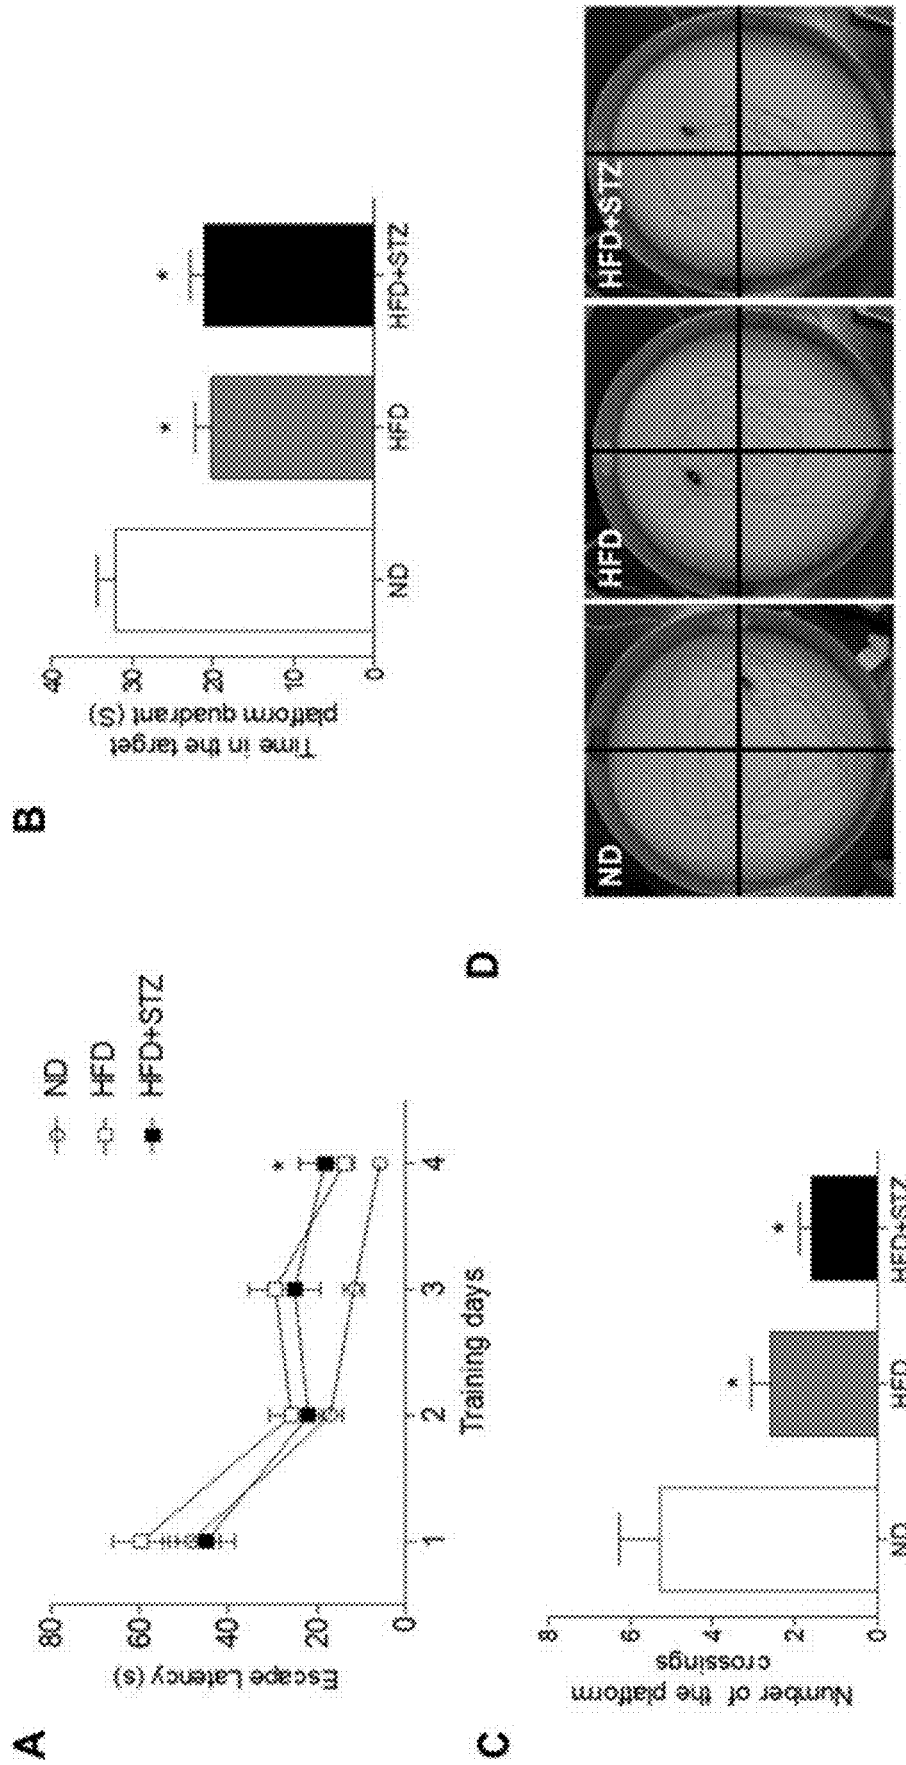 A
Escape Latency (s)
80
60
40
20
0
1
2
3
4
Training days
*
ND
HFD
HFD+STZ
B
Time in the target
platform quadrant (S)
40
30
20
10
0
*
*
ND
HFD
HFD+STZ
C
Number of the platform
crossings
8
6
4
2
0
*
*
ND
HFD
HFD+STZ
D
ND
HFD
HFD+STZ